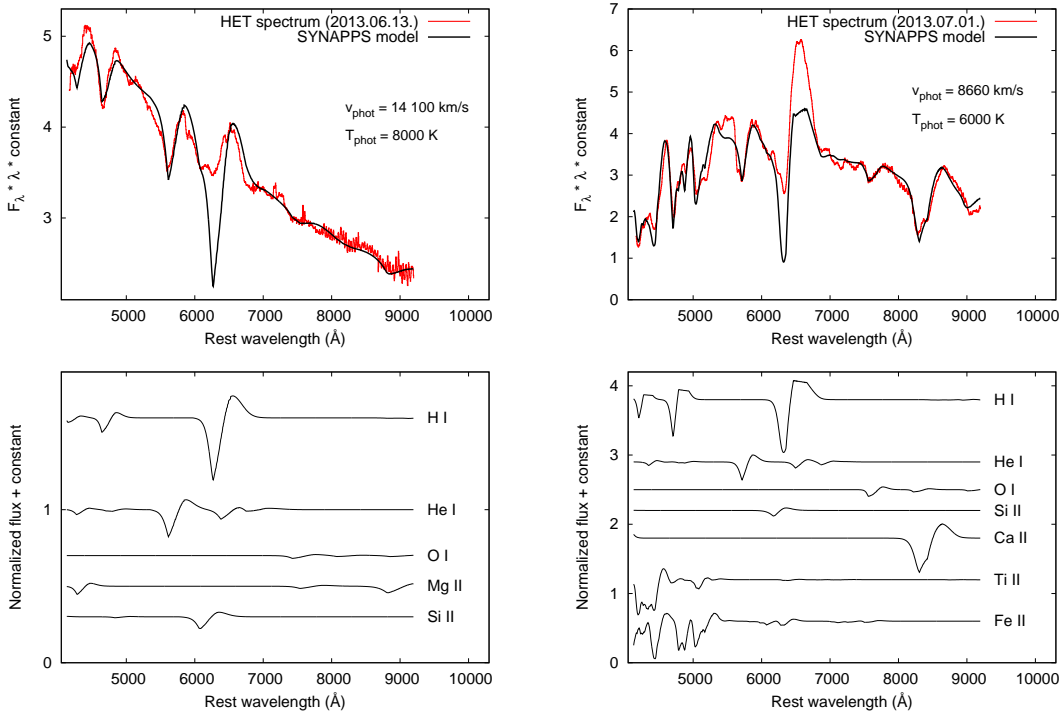 HET spectrum (2013.06.13.)
SYNAPPS model
v_phot = 14 100 km/s
T_phot = 8000 K
F_λ * λ * constant
5
4
3
5000 6000 7000 8000 9000 10000
Rest wavelength (Å)
HET spectrum (2013.07.01.)
SYNAPPS model
v_phot = 8660 km/s
T_phot = 6000 K
F_λ * λ * constant
7
6
5
4
3
2
1
0
5000 6000 7000 8000 9000 10000
Rest wavelength (Å)
H I
He I
O I
Mg II
Si II
Normalized flux + constant
1
0
5000 6000 7000 8000 9000 10000
Rest wavelength (Å)
H I
He I
O I
Si II
Ca II
Ti II
Fe II
Normalized flux + constant
4
3
2
1
0
5000 6000 7000 8000 9000 10000
Rest wavelength (Å)